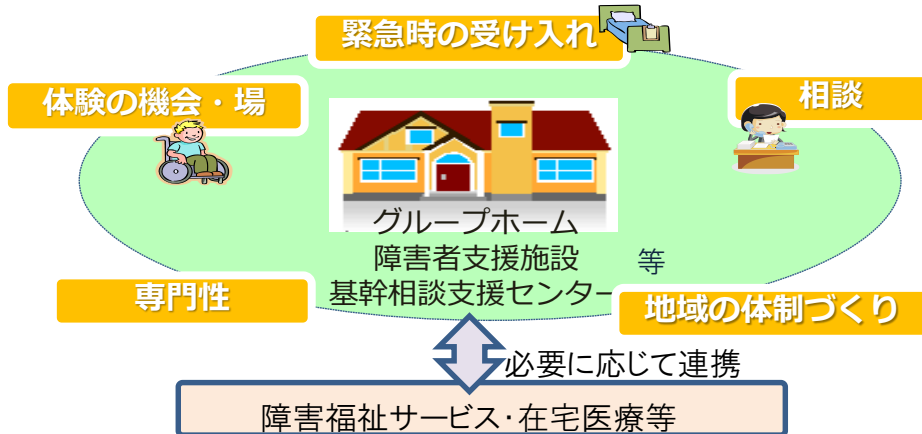 緊急時の受け入れ
体験の機会・場
相談
グループホーム
障害者支援施設 等
基幹相談支援センター
専門性
地域の体制づくり
必要に応じて連携
障害福祉サービス・在宅医療等